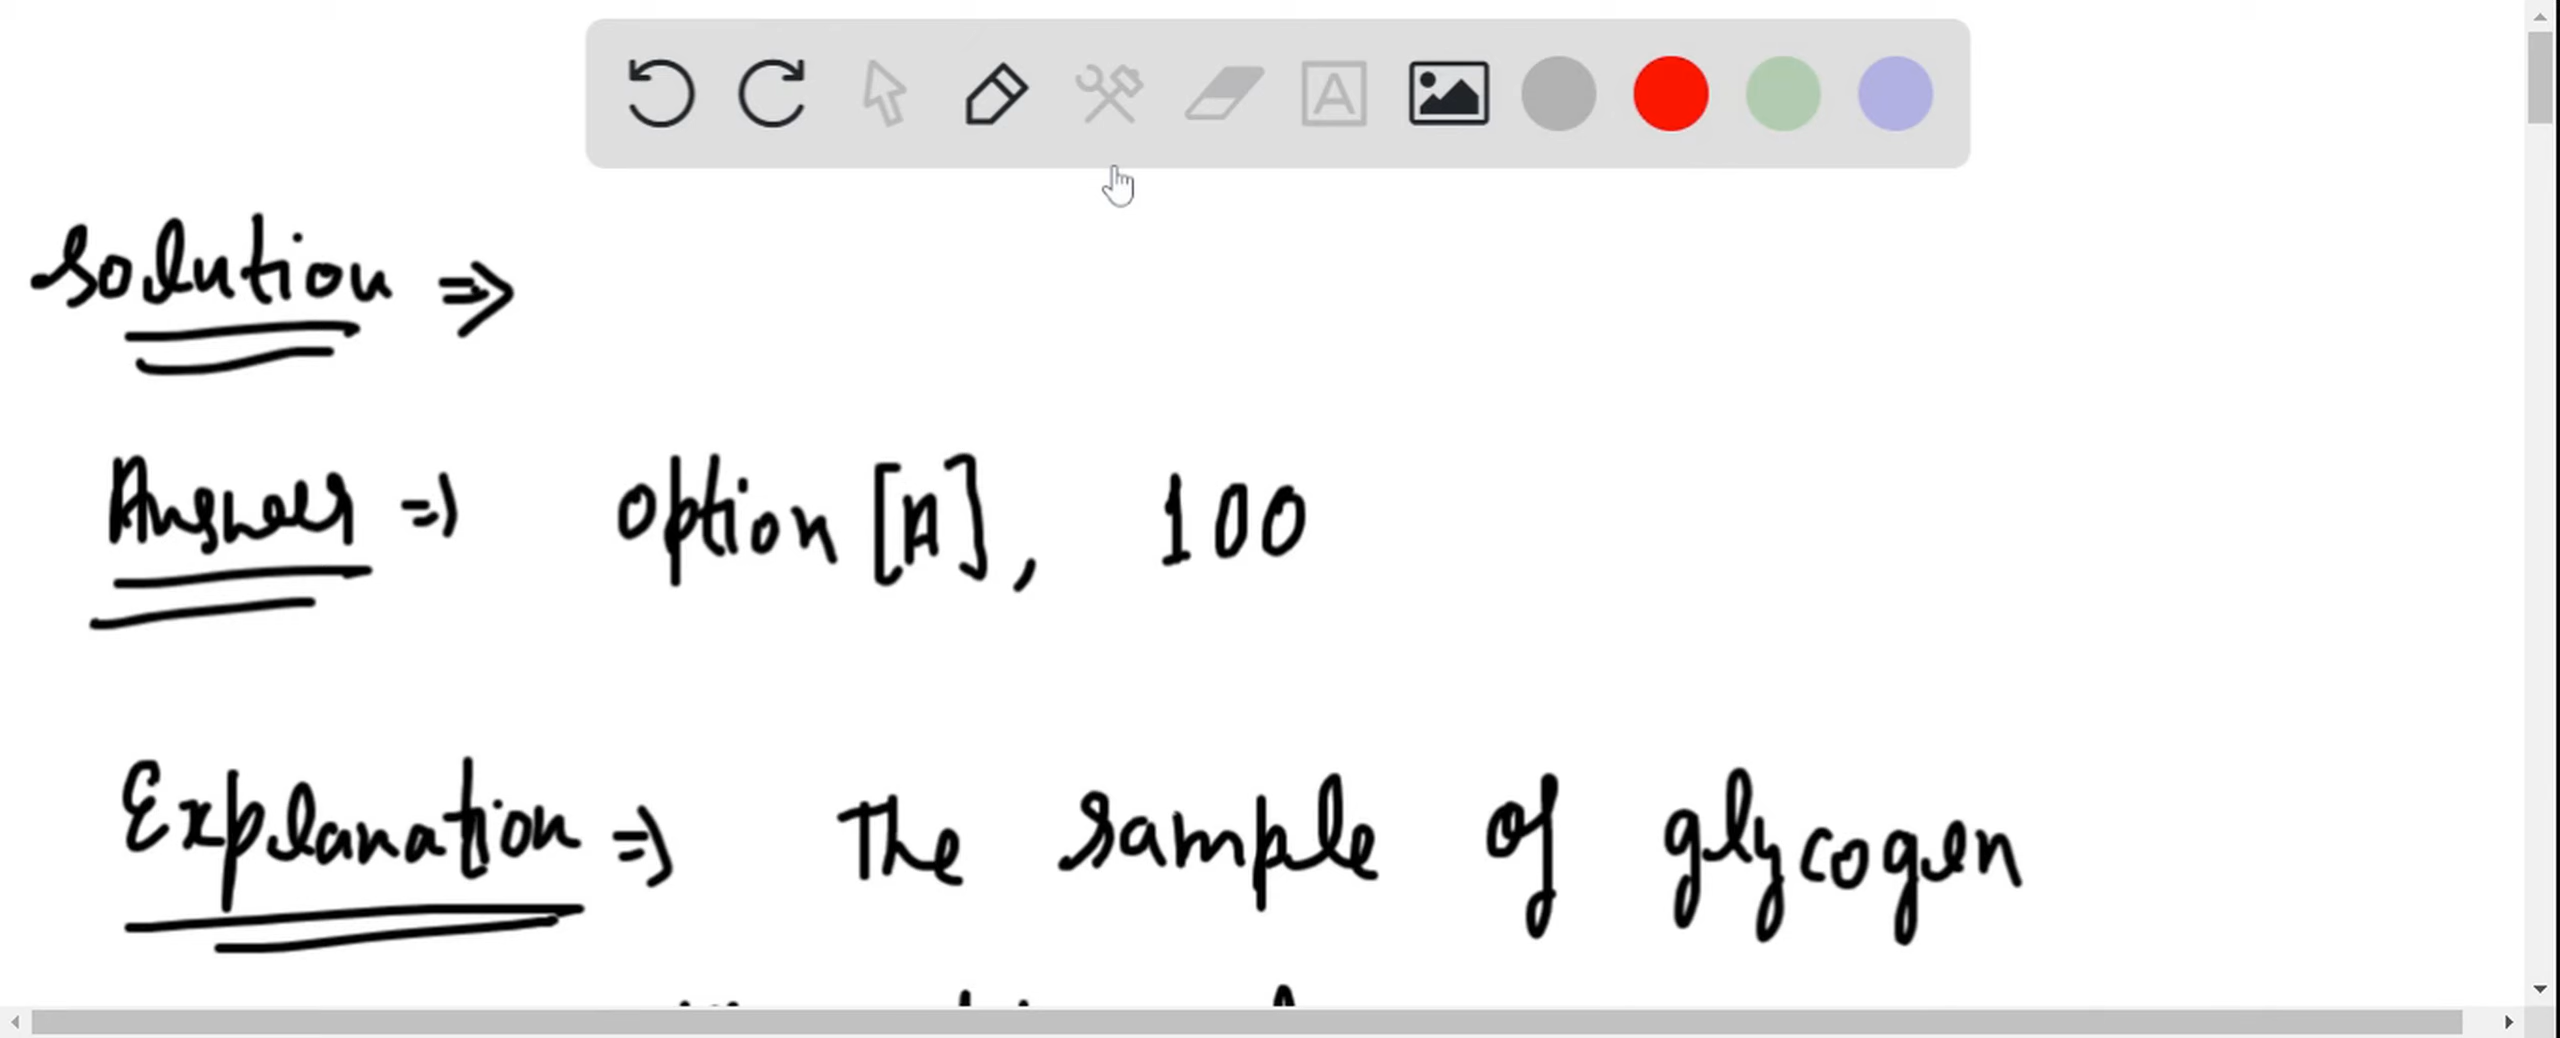 A
Solution ⇒
Answer ⇒ option [A], 100
Explanation ⇒ The sample of glycogen